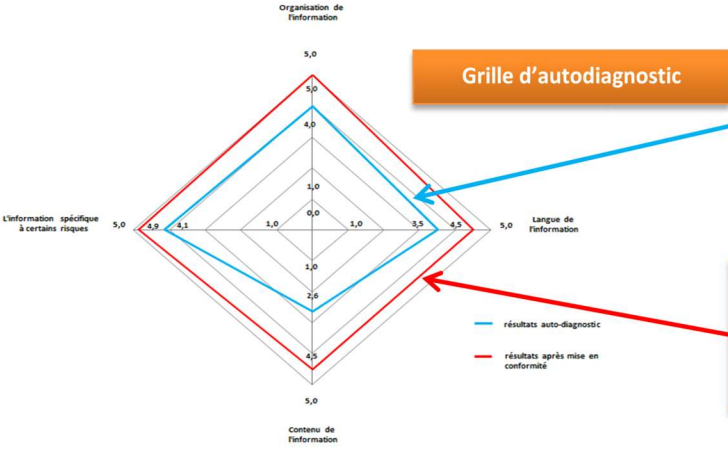 Organisation de
l'information
5,0
Grille d'autodiagnostic
5,0
4,0
1,0
0,0
L'information spécifique
à certains risques
5,0
4,9
4,1
1,0
1,0
3,5
4,5
5,0
Langue de
l'information
1,0
2,6
résultats auto-diagnostic
4,5
résultats après mise en
conformité
5,0
Contenu de
l'information